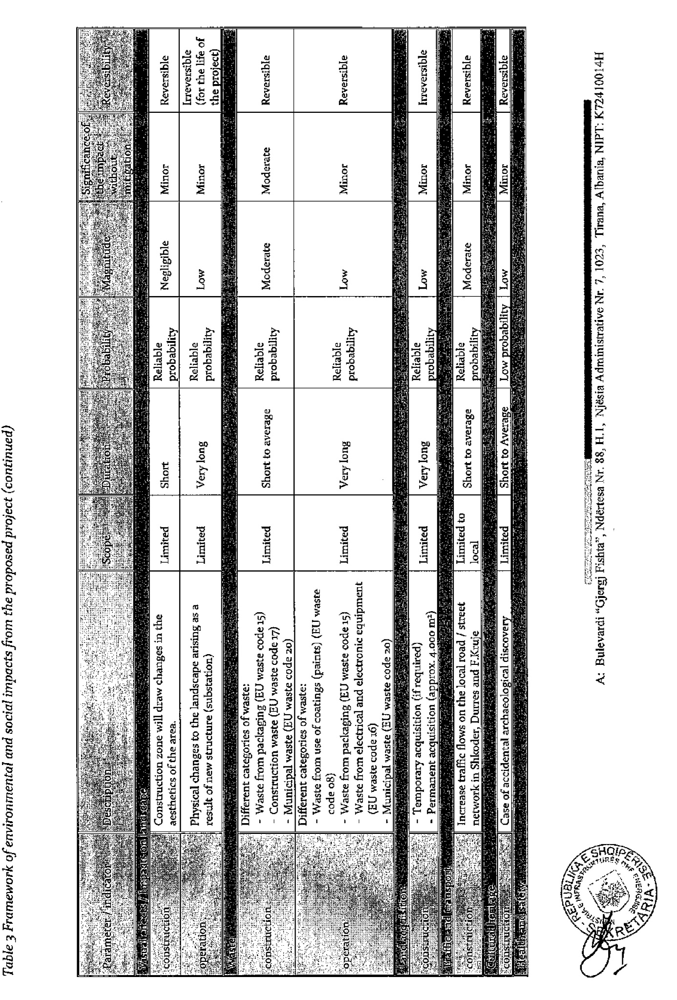 Table 3 Framework of environmental and social impacts from the proposed project (continued)
Parameter / indicator
Description
Scope
Duration
Probability
Magnitude
Significance of
the impact
without
mitigation
Reversibility
Visual effects / Impacts on landscape
construction
Construction zone will draw changes in the
aesthetics of the area.
Limited
Short
Reliable
probability
Negligible
Minor
Reversible
operation
Physical changes to the landscape arising as a
result of new structure (substation)
Limited
Very long
Reliable
probability
Low
Minor
Irreversible
(for the life of
the project)
Waste
construction
Different categories of waste:
- Waste from packaging (EU waste code 15)
- Construction waste (EU waste code 17)
- Municipal waste (EU waste code 20)
Limited
Short to average
Reliable
probability
Moderate
Moderate
Reversible
operation
Different categories of waste:
- Waste from use of coatings (paints) (EU waste
code 08)
- Waste from packaging (EU waste code 15)
- Waste from electrical and electronic equipment
(EU waste code 16)
- Municipal waste (EU waste code 20)
Limited
Very long
Reliable
probability
Low
Minor
Reversible
Land acquisition
construction
- Temporary acquisition (if required)
- Permanent acquisition (approx. 4.000 m²)
Limited
Very long
Reliable
probability
Low
Minor
Irreversible
Traffic and transport
construction
Increase traffic flows on the local road / street
network in Shkoder, Durres and F.Kruje
Limited to
local
Short to average
Reliable
probability
Moderate
Minor
Reversible
Cultural heritage
construction
Case of accidental archaeological discovery
Limited
Short to Average
Low probability
Low
Minor
Reversible
Health and safety
A: Bulevardi “Gjergj Fishta”, Ndërtesa Nr. 88, H.1, Njësia Administrative Nr. 7, 1023, Tirana, Albania, NIPT: K72410014H
REPUBLIKA E SHQIPËRISË
MINISTRIA E INFRASTRUKTURËS DHE ENERGJISË
SEKRETARIA